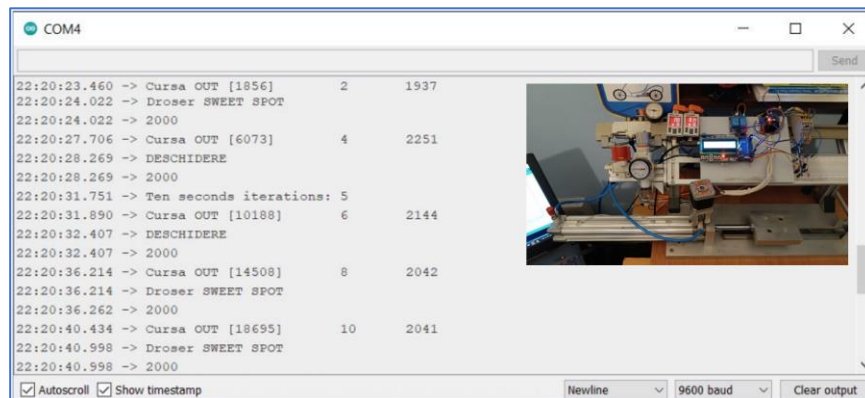 COM4
Send
22:20:23.460 -> Cursa OUT [1856] 2 1937
22:20:24.022 -> Droser SWEET SPOT
22:20:24.022 -> 2000
22:20:27.706 -> Cursa OUT [6073] 4 2251
22:20:28.269 -> DESCHIDERE
22:20:28.269 -> 2000
22:20:31.751 -> Ten seconds iterations: 5
22:20:31.890 -> Cursa OUT [10188] 6 2144
22:20:32.407 -> DESCHIDERE
22:20:32.407 -> 2000
22:20:36.214 -> Cursa OUT [14508] 8 2042
22:20:36.214 -> Droser SWEET SPOT
22:20:36.262 -> 2000
22:20:40.434 -> Cursa OUT [18695] 10 2041
22:20:40.998 -> Droser SWEET SPOT
22:20:40.998 -> 2000
Autoscroll Show timestamp Newline 9600 baud Clear output